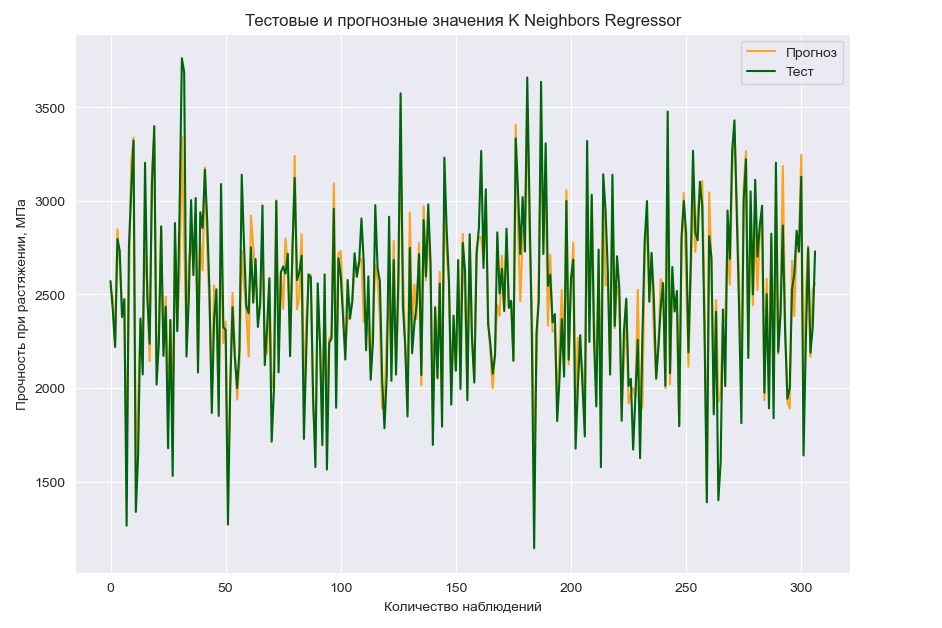 Тестовые и прогнозные значения K Neighbors Regressor
Прогноз
Тест
Прочность при растяжении, МПа
3500
3000
2500
2000
1500
0 50 100 150 200 250 300
Количество наблюдений